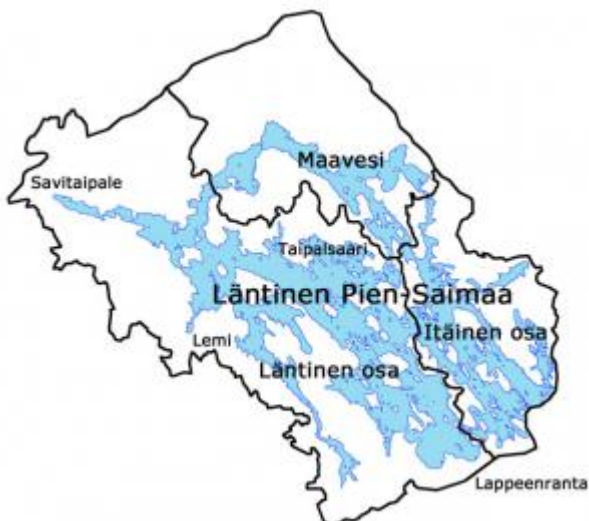 Maavesi
Savitaipale
Taipalsaari
Läntinen Pien-Saimaa
Itäinen osa
Lemi
Läntinen osa
Lappeenranta